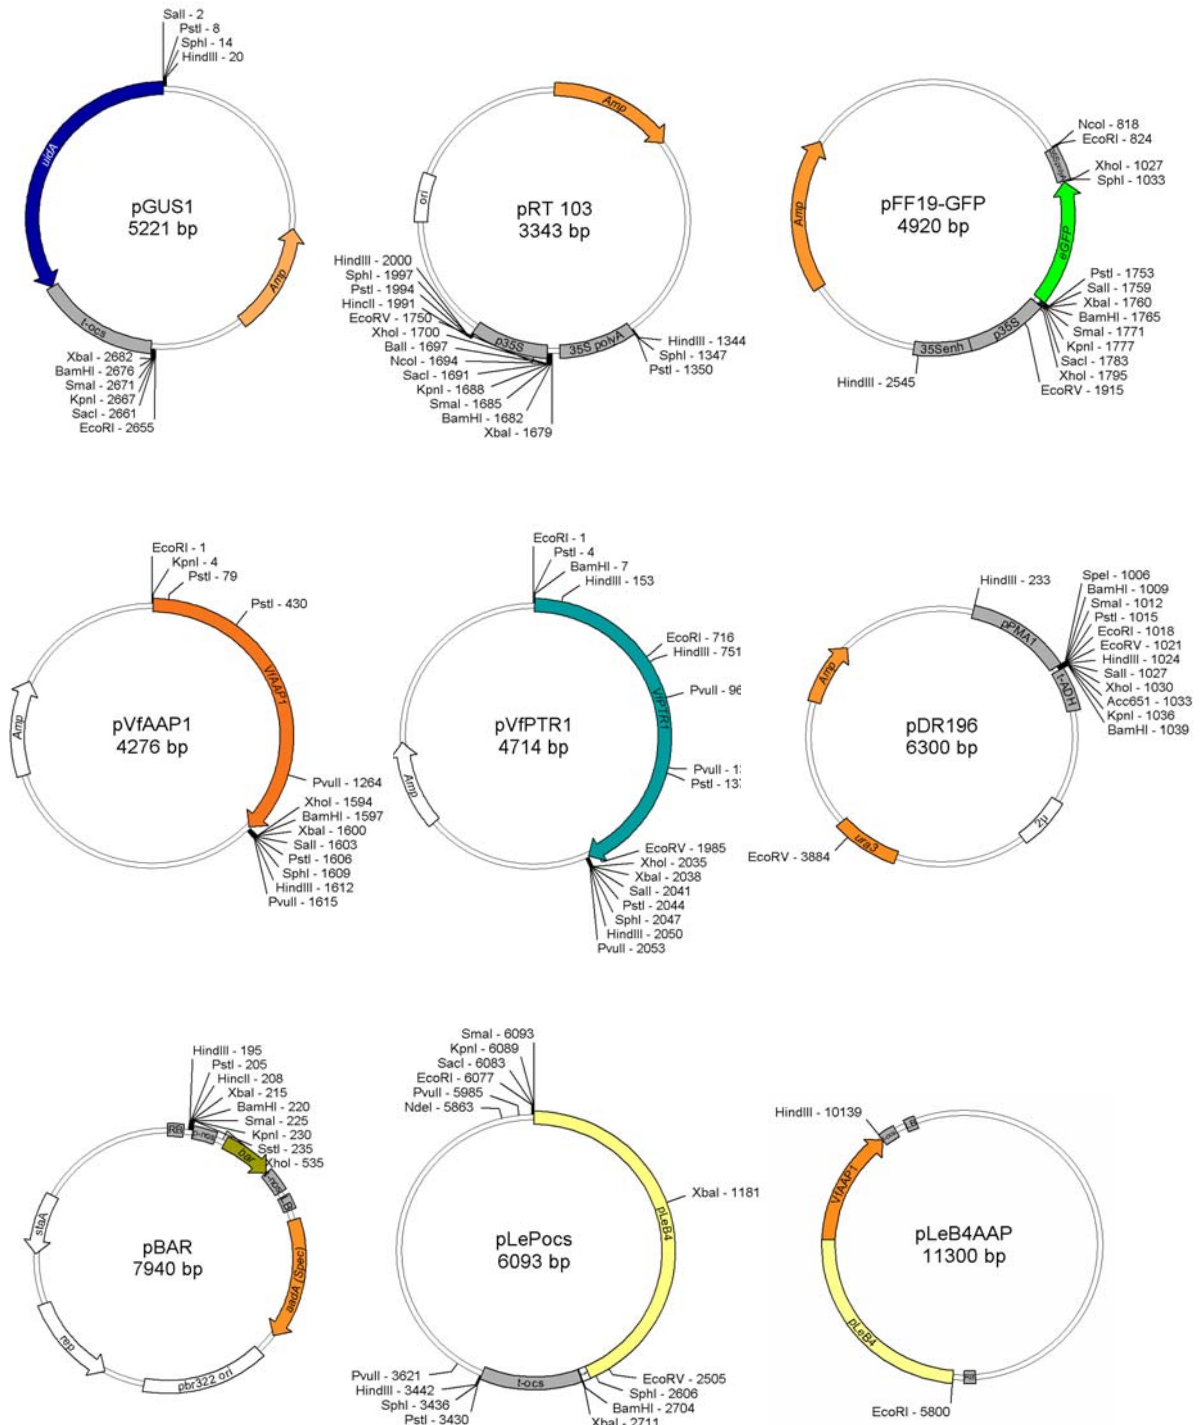 SalI - 2
PstI - 8
SphI - 14
HindIII - 20
uidA
pGUS1
5221 bp
Amp
t-ocs
XbaI - 2682
BamHI - 2676
SmaI - 2671
KpnI - 2667
SacI - 2661
EcoRI - 2655
Amp
ori
pRT 103
3343 bp
HindIII - 2000
SphI - 1997
PstI - 1994
HincII - 1991
EcoRV - 1750
XhoI - 1700
BalI - 1697
NcoI - 1694
SacI - 1691
KpnI - 1688
SmaI - 1685
BamHI - 1682
XbaI - 1679
p35S
35S polyA
HindIII - 1344
SphI - 1347
PstI - 1350
NcoI - 818
EcoRI - 824
XhoI - 1027
SphI - 1033
Amp
pFF19-GFP
4920 bp
eGFP
PstI - 1753
SalI - 1759
XbaI - 1760
BamHI - 1765
SmaI - 1771
KpnI - 1777
SacI - 1783
XhoI - 1795
EcoRV - 1915
p35S
35Senh
HindIII - 2545
EcoRI - 1
KpnI - 4
PstI - 79
PstI - 430
VfAAP1
Amp
pVfAAP1
4276 bp
PvuII - 1264
XhoI - 1594
BamHI - 1597
XbaI - 1600
SalI - 1603
PstI - 1606
SphI - 1609
HindIII - 1612
PvuII - 1615
EcoRI - 1
PstI - 4
BamHI - 7
HindIII - 153
EcoRI - 716
HindIII - 751
PvuII - 96
VfPTR1
pVfPTR1
4714 bp
Amp
PvuII - 13
PstI - 137
EcoRV - 1985
XhoI - 2035
XbaI - 2038
SalI - 2041
PstI - 2044
SphI - 2047
HindIII - 2050
PvuII - 2053
HindIII - 233
pPMA1
SpeI - 1006
BamHI - 1009
SmaI - 1012
PstI - 1015
EcoRI - 1018
EcoRV - 1021
HindIII - 1024
SalI - 1027
XhoI - 1030
Acc651 - 1033
KpnI - 1036
BamHI - 1039
t-ADH
Amp
pDR196
6300 bp
2µ
ura3
EcoRV - 3884
HindIII - 195
PstI - 205
HincII - 208
XbaI - 215
BamHI - 220
SmaI - 225
KpnI - 230
SstI - 235
XhoI - 535
RB
p-nos
bar
t-nos
LB
staA
pBAR
7940 bp
aadA (Spec)
rep
pbr322 ori
SmaI - 6093
KpnI - 6089
SacI - 6083
EcoRI - 6077
PvuII - 5985
NdeI - 5863
XbaI - 1181
pLeB4
pLePocs
6093 bp
PvuII - 3621
HindIII - 3442
SphI - 3436
PstI - 3430
t-ocs
EcoRV - 2505
SphI - 2606
BamHI - 2704
XbaI - 2711
HindIII - 10139
LB
VfAAP1
pLeB4AAP
11300 bp
pLeB4
EcoRI - 5800